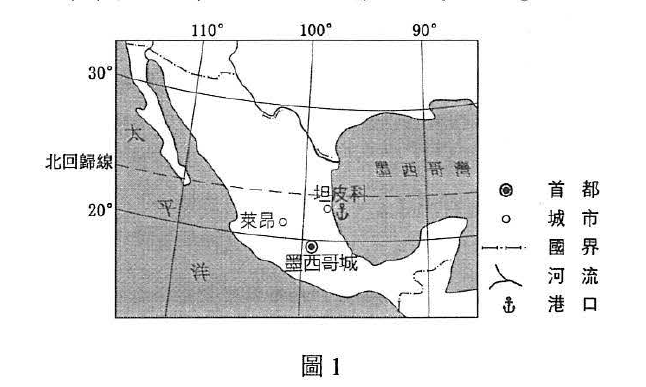 110° 100° 90°
30°
太
墨西哥灣
北回歸線
坦皮科
20°
平
萊昂
墨西哥城
洋
首都
城市
國界
河流
港口
圖1